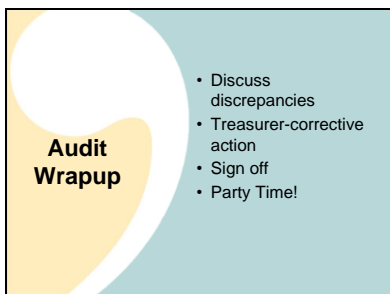 Audit
Wrapup
• Discuss
discrepancies
• Treasurer-corrective
action
• Sign off
• Party Time!